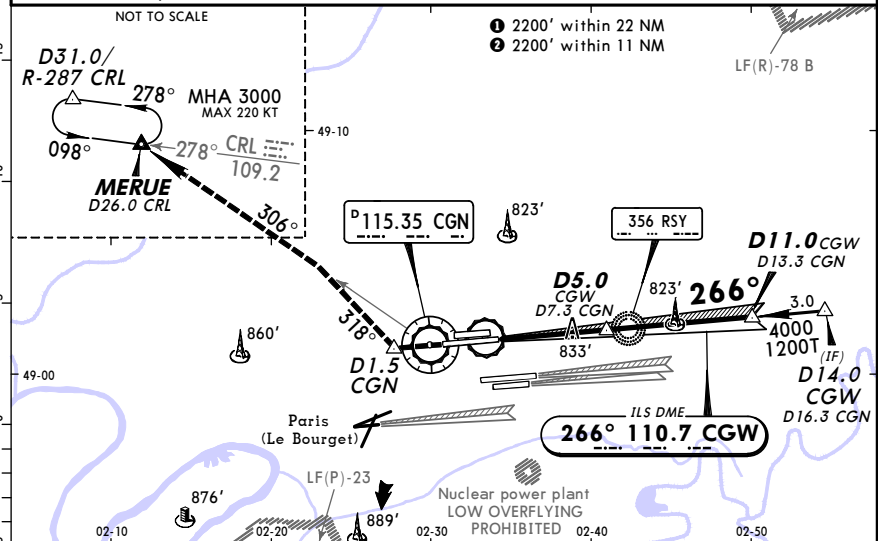 NOT TO SCALE
❶ 2200' within 22 NM
❷ 2200' within 11 NM
LF(R)-78 B
D31.0/
R-287 CRL
278°
MHA 3000
MAX 220 KT
098°
278°
CRL
109.2
49-10
MERUE
D26.0 CRL
306°
318°
D 115.35 CGN
823'
356 RSY
D11.0 CGW
D13.3 CGN
D5.0
CGW
D7.3 CGN
823'
266°
3.0
4000
1200T
(IF)
D14.0
CGW
D16.3 CGN
860'
833'
D1.5
CGN
49-00
ILS DME
266° 110.7 CGW
Paris
(Le Bourget)
LF(P)-23
Nuclear power plant
LOW OVERFLYING
PROHIBITED
876'
889'
02-10
02-20
02-30
02-40
02-50